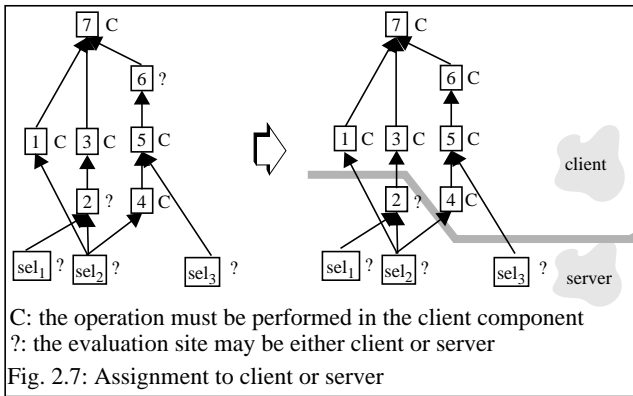 7 C 7 C
6 ? 6 C
1 C 3 C 5 C 1 C 3 C 5 C
client
2 ? 4 C 2 ? 4 C
sel1 ? sel2 ? sel3 ? sel1 ? sel2 ? sel3 ?
server
C: the operation must be performed in the client component
?: the evaluation site may be either client or server
Fig. 2.7: Assignment to client or server